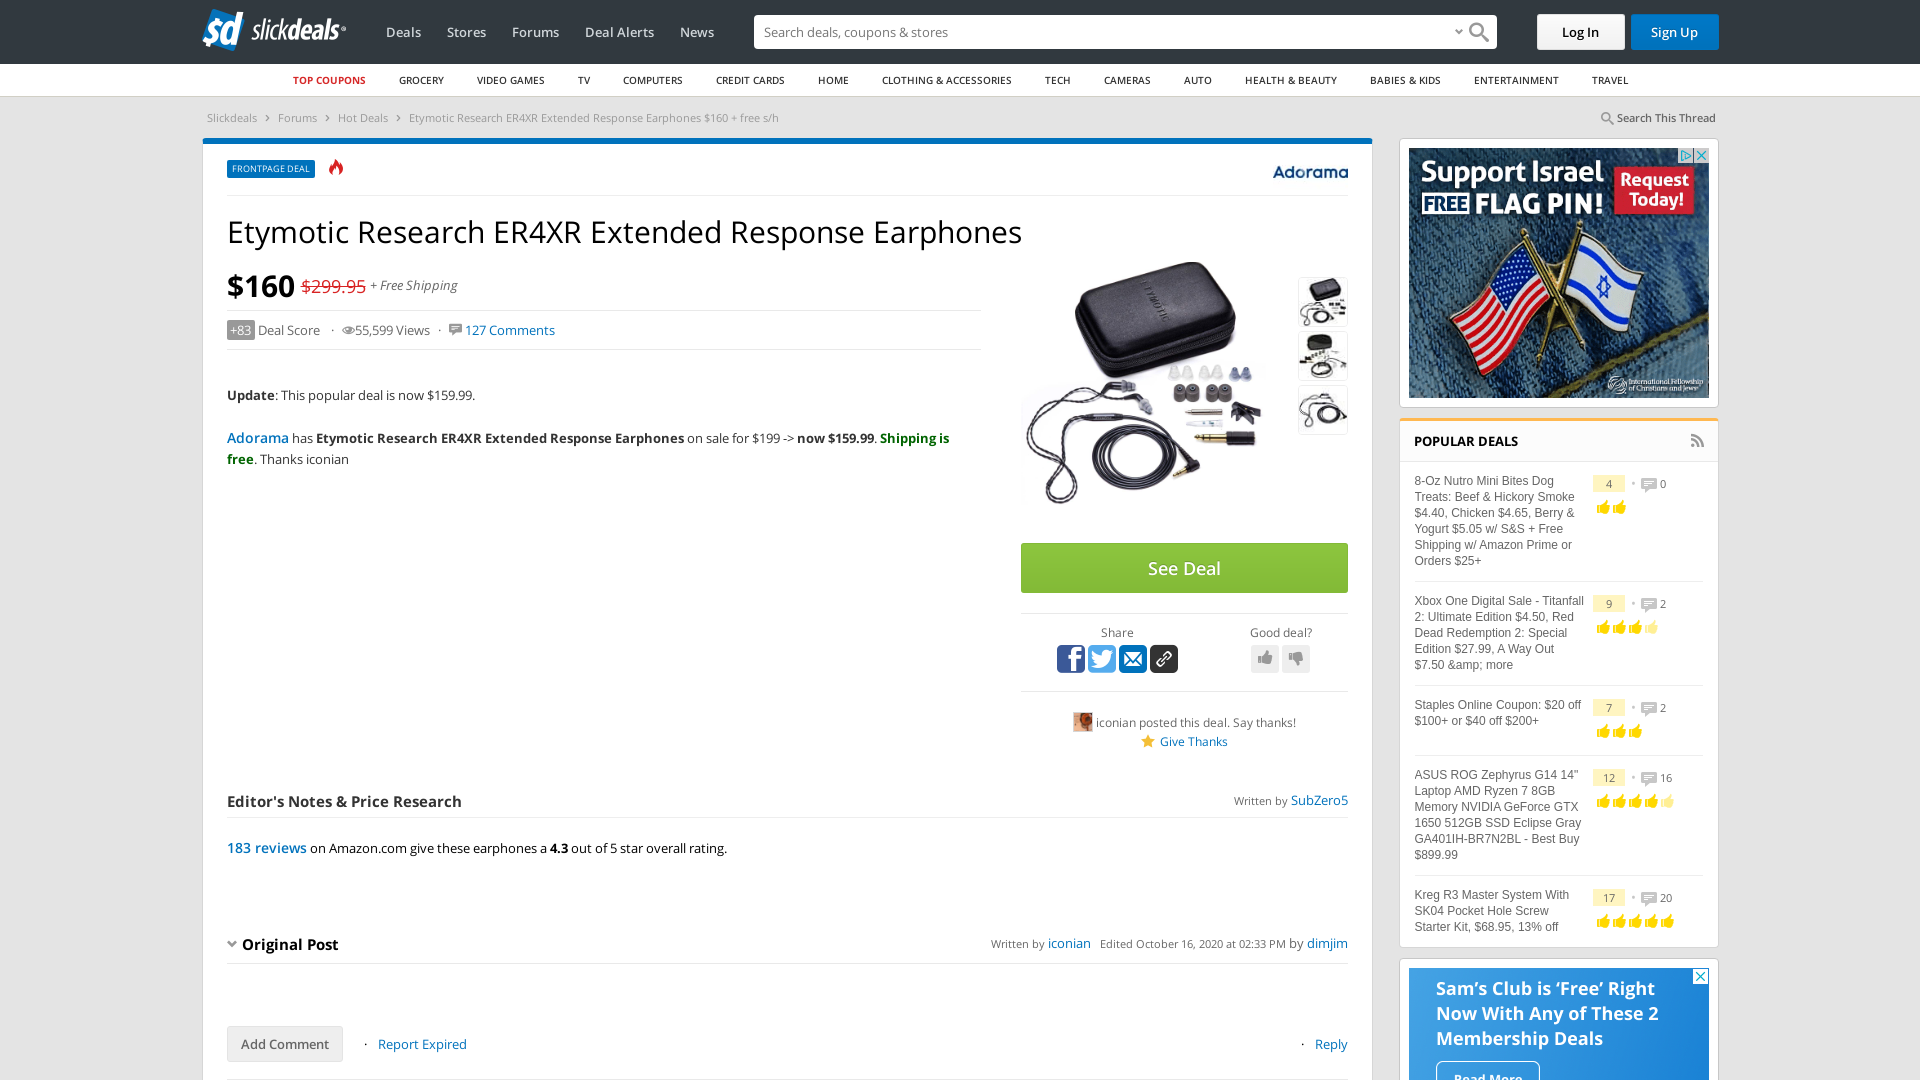 slickdeals
Deals
Stores
Forums
Deal Alerts
News
Search deals, coupons & stores
Log In
Sign Up
TOP COUPONS
GROCERY
VIDEO GAMES
TV
COMPUTERS
CREDIT CARDS
HOME
CLOTHING & ACCESSORIES
TECH
CAMERAS
AUTO
HEALTH & BEAUTY
BABIES & KIDS
ENTERTAINMENT
TRAVEL
Slickdeals > Forums > Hot Deals > Etymotic Research ER4XR Extended Response Earphones $160 + free s/h
Search This Thread
FRONTPAGE DEAL
Adorama
Etymotic Research ER4XR Extended Response Earphones
$160 $299.95 + Free Shipping
+83 Deal Score · 55,599 Views · 127 Comments
Update: This popular deal is now $159.99.
Adorama has Etymotic Research ER4XR Extended Response Earphones on sale for $199 -> now $159.99. Shipping is
free. Thanks iconian
ETYMOTIC
See Deal
Share
Good deal?
iconian posted this deal. Say thanks!
Give Thanks
Editor's Notes & Price Research
Written by SubZero5
183 reviews on Amazon.com give these earphones a 4.3 out of 5 star overall rating.
Original Post
Written by iconian Edited October 16, 2020 at 02:33 PM by dimjim
Add Comment
· Report Expired
· Reply
Support Israel
FREE FLAG PIN!
Request
Today!
International Fellowship
of Christians and Jews
POPULAR DEALS
8-Oz Nutro Mini Bites Dog
Treats: Beef & Hickory Smoke
$4.40, Chicken $4.65, Berry &
Yogurt $5.05 w/ S&S + Free
Shipping w/ Amazon Prime or
Orders $25+
4 • 0
Xbox One Digital Sale - Titanfall
2: Ultimate Edition $4.50, Red
Dead Redemption 2: Special
Edition $27.99, A Way Out
$7.50 &amp; more
9 • 2
Staples Online Coupon: $20 off
$100+ or $40 off $200+
7 • 2
ASUS ROG Zephyrus G14 14"
Laptop AMD Ryzen 7 8GB
Memory NVIDIA GeForce GTX
1650 512GB SSD Eclipse Gray
GA401IH-BR7N2BL - Best Buy
$899.99
12 • 16
Kreg R3 Master System With
SK04 Pocket Hole Screw
Starter Kit, $68.95, 13% off
17 • 20
Sam's Club is 'Free' Right
Now With Any of These 2
Membership Deals
Read More